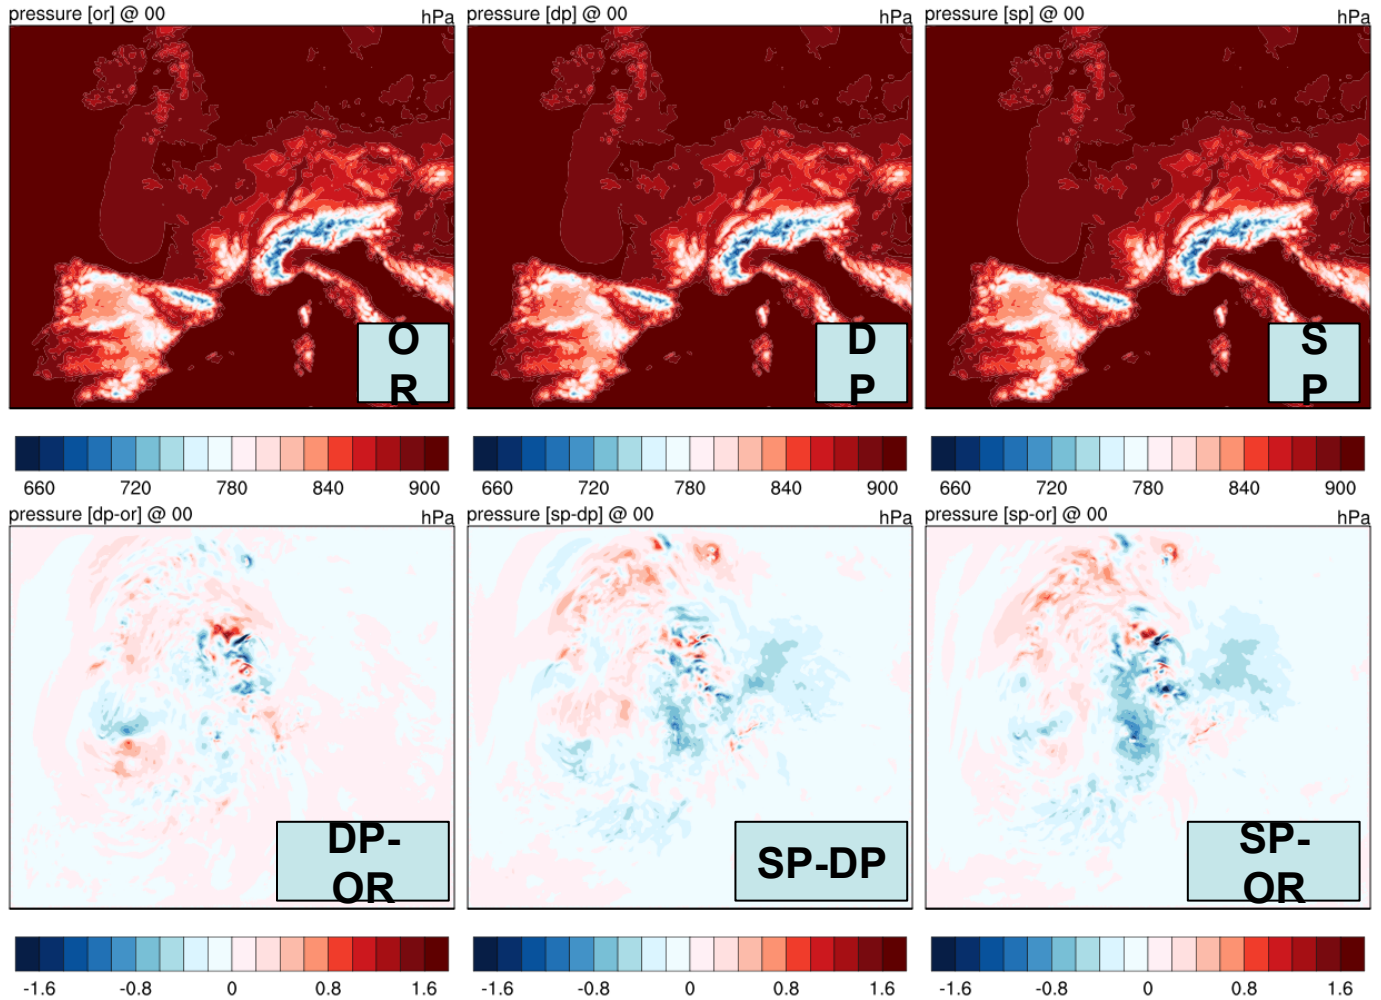 pressure [or] @ 00 hPa pressure [dp] @ 00 hPa pressure [sp] @ 00 hPa
O D S
R P P
660 720 780 840 900 660 720 780 840 900 660 720 780 840 900
pressure [dp-or] @ 00 hPa pressure [sp-dp] @ 00 hPa pressure [sp-or] @ 00 hPa
DP- SP-DP SP-
OR OR
-1.6 -0.8 0 0.8 1.6 -1.6 -0.8 0 0.8 1.6 -1.6 -0.8 0 0.8 1.6